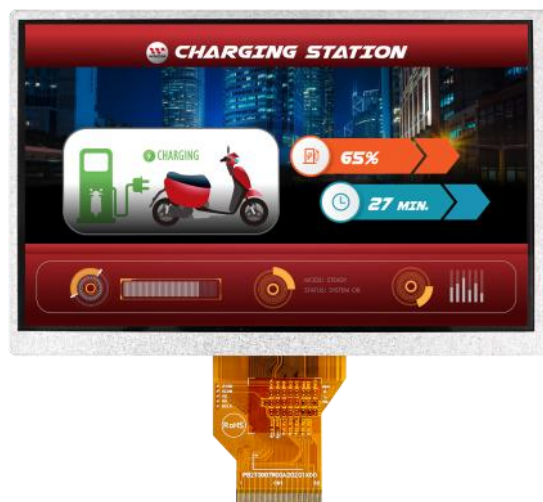 CHARGING STATION
CHARGING
65%
27 MIN.
MODE: STEADY
STATUS: SYSTEM OK
RoHS